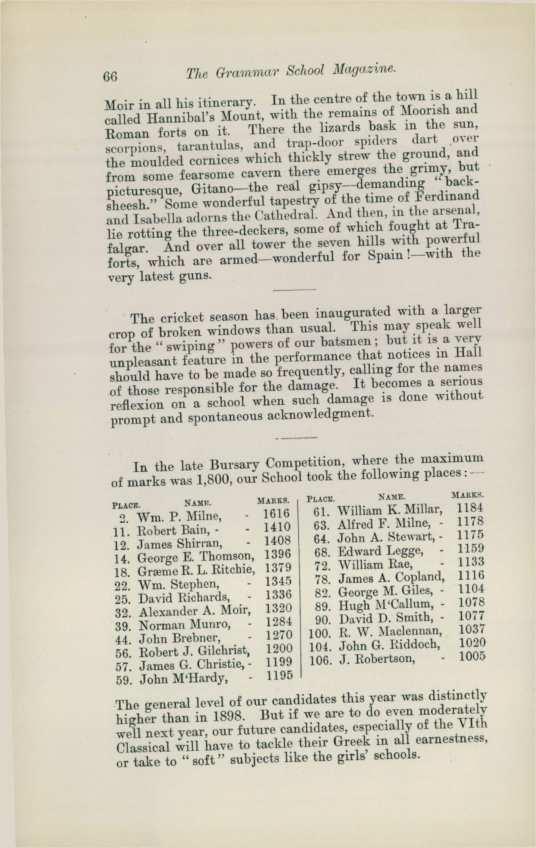 66 The Grammar School Magazine.
Moir in all his itinerary. In the centre of the town is a hill
called Hannibal's Mount, with the remains of Moorish and
Roman forts on it. There the lizards bask in the sun,
scorpions, tarantulas, and trap-door spiders dart over
the moulded cornices which thickly strew the ground, and
from some fearsome cavern there emerges the grimy, but
picturesque, Gitano—the real gipsy—demanding "back-
sheesh." Some wonderful tapestry of the time of Ferdinand
and Isabella adorns the Cathedral. And then, in the arsenal,
lie rotting the three-deckers, some of which fought at Tra-
falgar. And over all tower the seven hills with powerful
forts, which are armed—wonderful for Spain!—with the
very latest guns.
The cricket season has been inaugurated with a larger
crop of broken windows than usual. This may speak well
for the "swiping" powers of our batsmen; but it is a very
unpleasant feature in the performance that notices in Hall
should have to be made so frequently, calling for the names
of those responsible for the damage. It becomes a serious
reflexion on a school when such damage is done without
prompt and spontaneous acknowledgment.
In the late Bursary Competition, where the maximum
of marks was 1,800, our School took the following places:—
PLACE. NAME. MARKS.
2. Wm. P. Milne, - 1616
11. Robert Bain, - - 1410
12. James Shirran, - 1408
14. George E. Thomson, 1396
18. Græme R. L. Ritchie, 1379
22. Wm. Stephen, - 1345
25. David Richards, - 1336
32. Alexander A. Moir, 1320
39. Norman Munro, - 1284
44. John Brebner, - 1270
56. Robert J. Gilchrist, 1200
57. James G. Christie, - 1199
59. John M'Hardy, - 1195
PLACE. NAME. MARKS.
61. William K. Millar, 1184
63. Alfred F. Milne, - 1178
64. John A. Stewart, - 1175
68. Edward Legge, - 1159
72. William Rae, - 1133
78. James A. Copland, 1116
82. George M. Giles, - 1104
89. Hugh M'Callum, - 1078
90. David D. Smith, - 1077
100. R. W. Maclennan, 1037
104. John G. Riddoch, 1020
106. J. Robertson, - 1005
The general level of our candidates this year was distinctly
higher than in 1898. But if we are to do even moderately
well next year, our future candidates, especially of the VIth
Classical will have to tackle their Greek in all earnestness,
or take to "soft" subjects like the girls' schools.